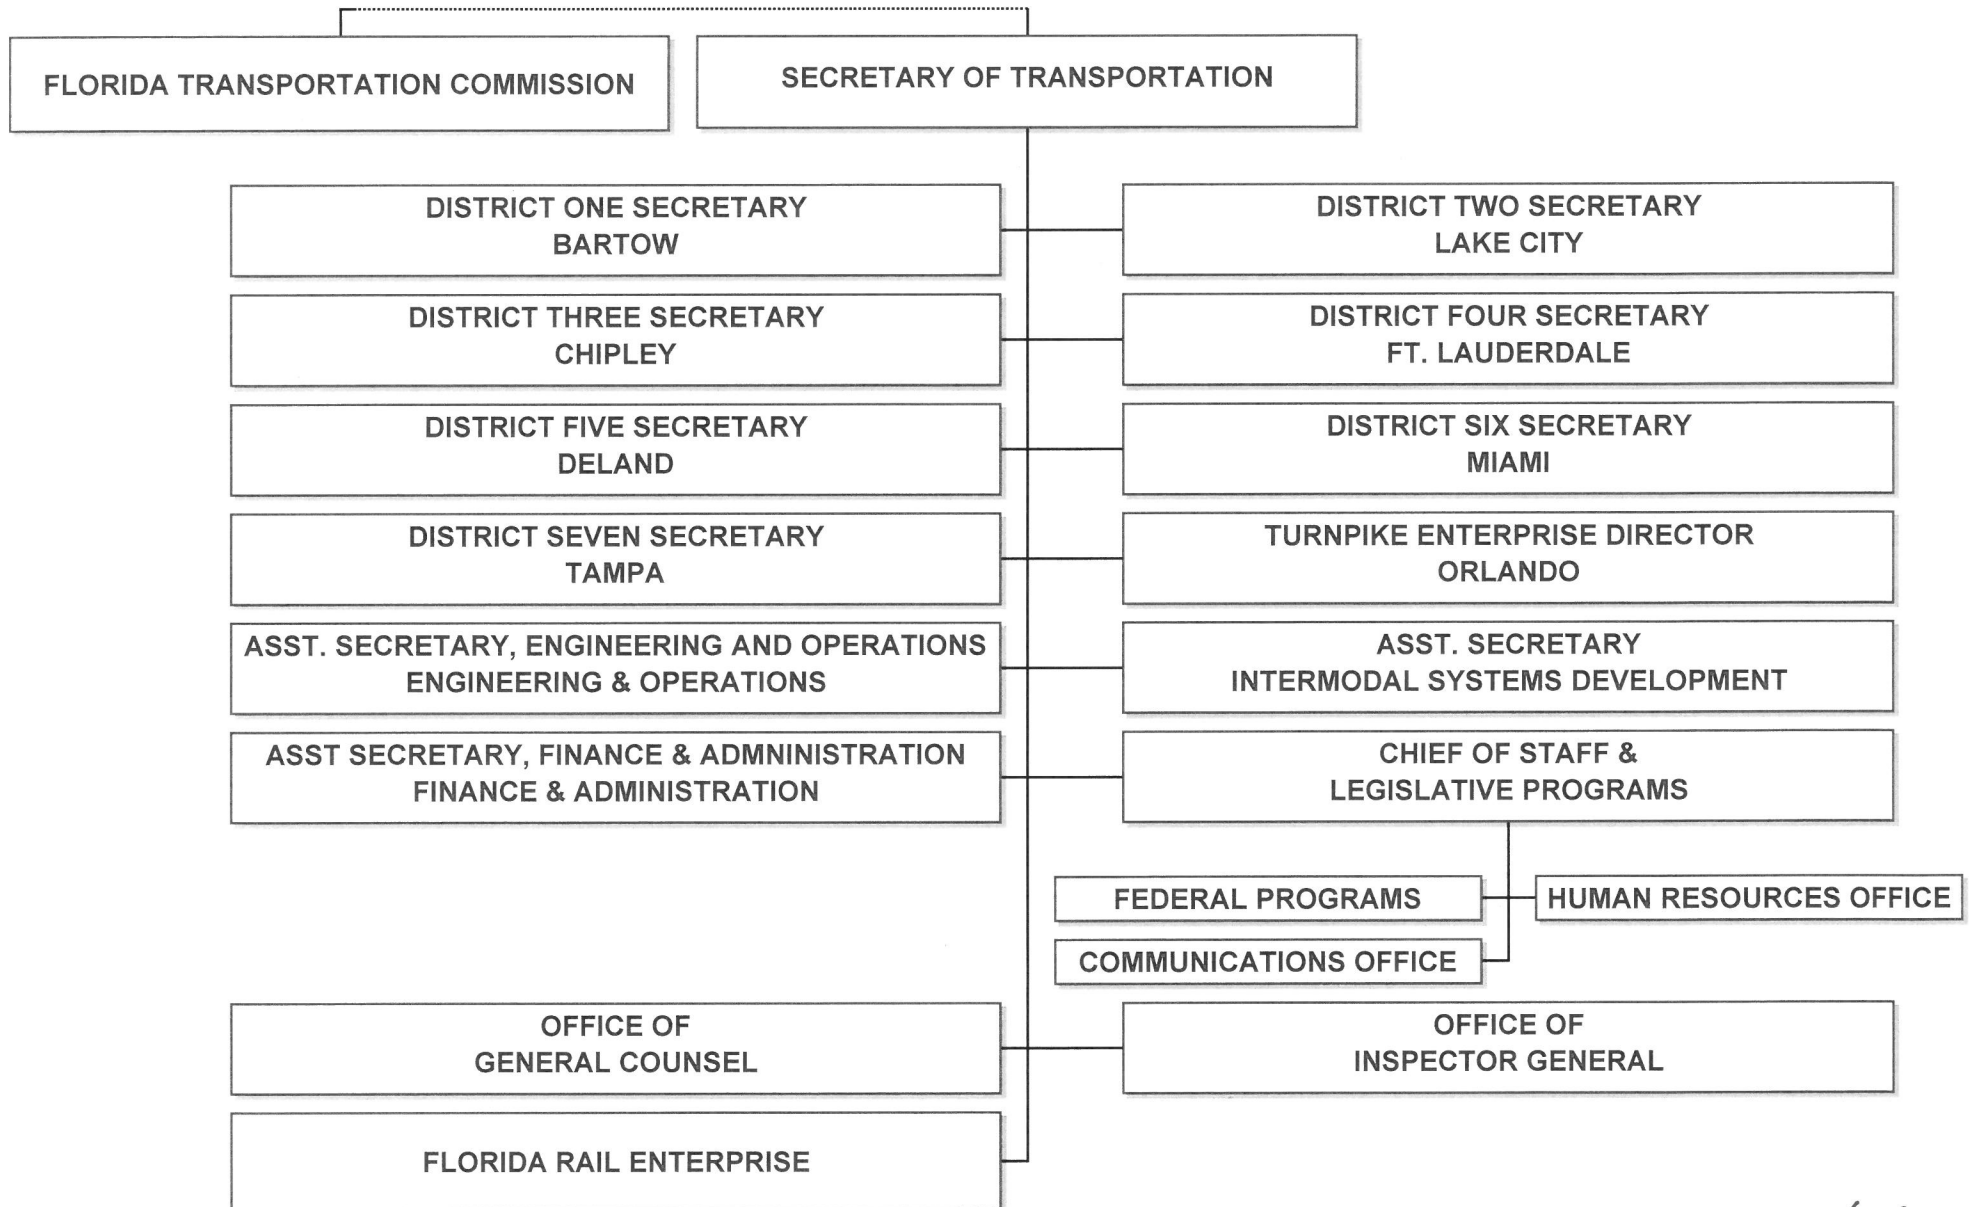 FLORIDA TRANSPORTATION COMMISSION
SECRETARY OF TRANSPORTATION
DISTRICT ONE SECRETARY
BARTOW
DISTRICT TWO SECRETARY
LAKE CITY
DISTRICT THREE SECRETARY
CHIPLEY
DISTRICT FOUR SECRETARY
FT. LAUDERDALE
DISTRICT FIVE SECRETARY
DELAND
DISTRICT SIX SECRETARY
MIAMI
DISTRICT SEVEN SECRETARY
TAMPA
TURNPIKE ENTERPRISE DIRECTOR
ORLANDO
ASST. SECRETARY, ENGINEERING AND OPERATIONS
ENGINEERING & OPERATIONS
ASST. SECRETARY
INTERMODAL SYSTEMS DEVELOPMENT
ASST SECRETARY, FINANCE & ADMNINISTRATION
FINANCE & ADMINISTRATION
CHIEF OF STAFF &
LEGISLATIVE PROGRAMS
FEDERAL PROGRAMS
HUMAN RESOURCES OFFICE
COMMUNICATIONS OFFICE
OFFICE OF
GENERAL COUNSEL
OFFICE OF
INSPECTOR GENERAL
FLORIDA RAIL ENTERPRISE